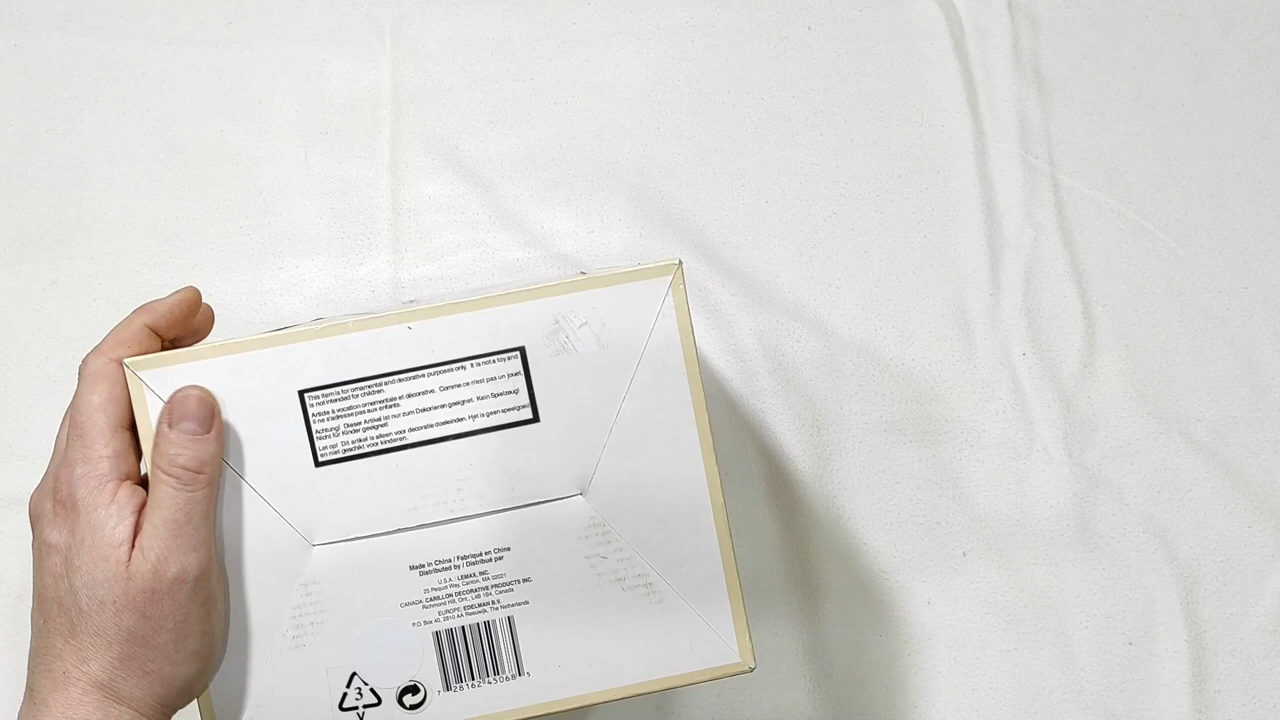 This item is for ornamental and decorative purposes only. It is not a toy and
is not intended for children.
Article à vocation ornementale et décorative. Comme ce n'est pas un jouet,
il ne s'adresse pas aux enfants.
Achtung! Dieser Artikel ist nur zum Dekorieren geeignet. Kein Spielzeug!
Nicht für Kinder geeignet!
Let op! Dit artikel is alleen voor decoratie doeleinden. Het is geen speelgoed
en niet geschikt voor kinderen.
Made in China / Fabriqué en Chine
Distributed by / Distribué par
U.S.A.: LEMAX, INC.
25 Pequot Way, Canton, MA 02021
CANADA: CARILLON DECORATIVE PRODUCTS INC.
Richmond Hill, Ont., L4B 1B4, Canada
EUROPE: EDELMAN B.V.
P.O. Box 40, 2810 AA Reeuwijk, The Netherlands
7 28162 45068 5
3
V